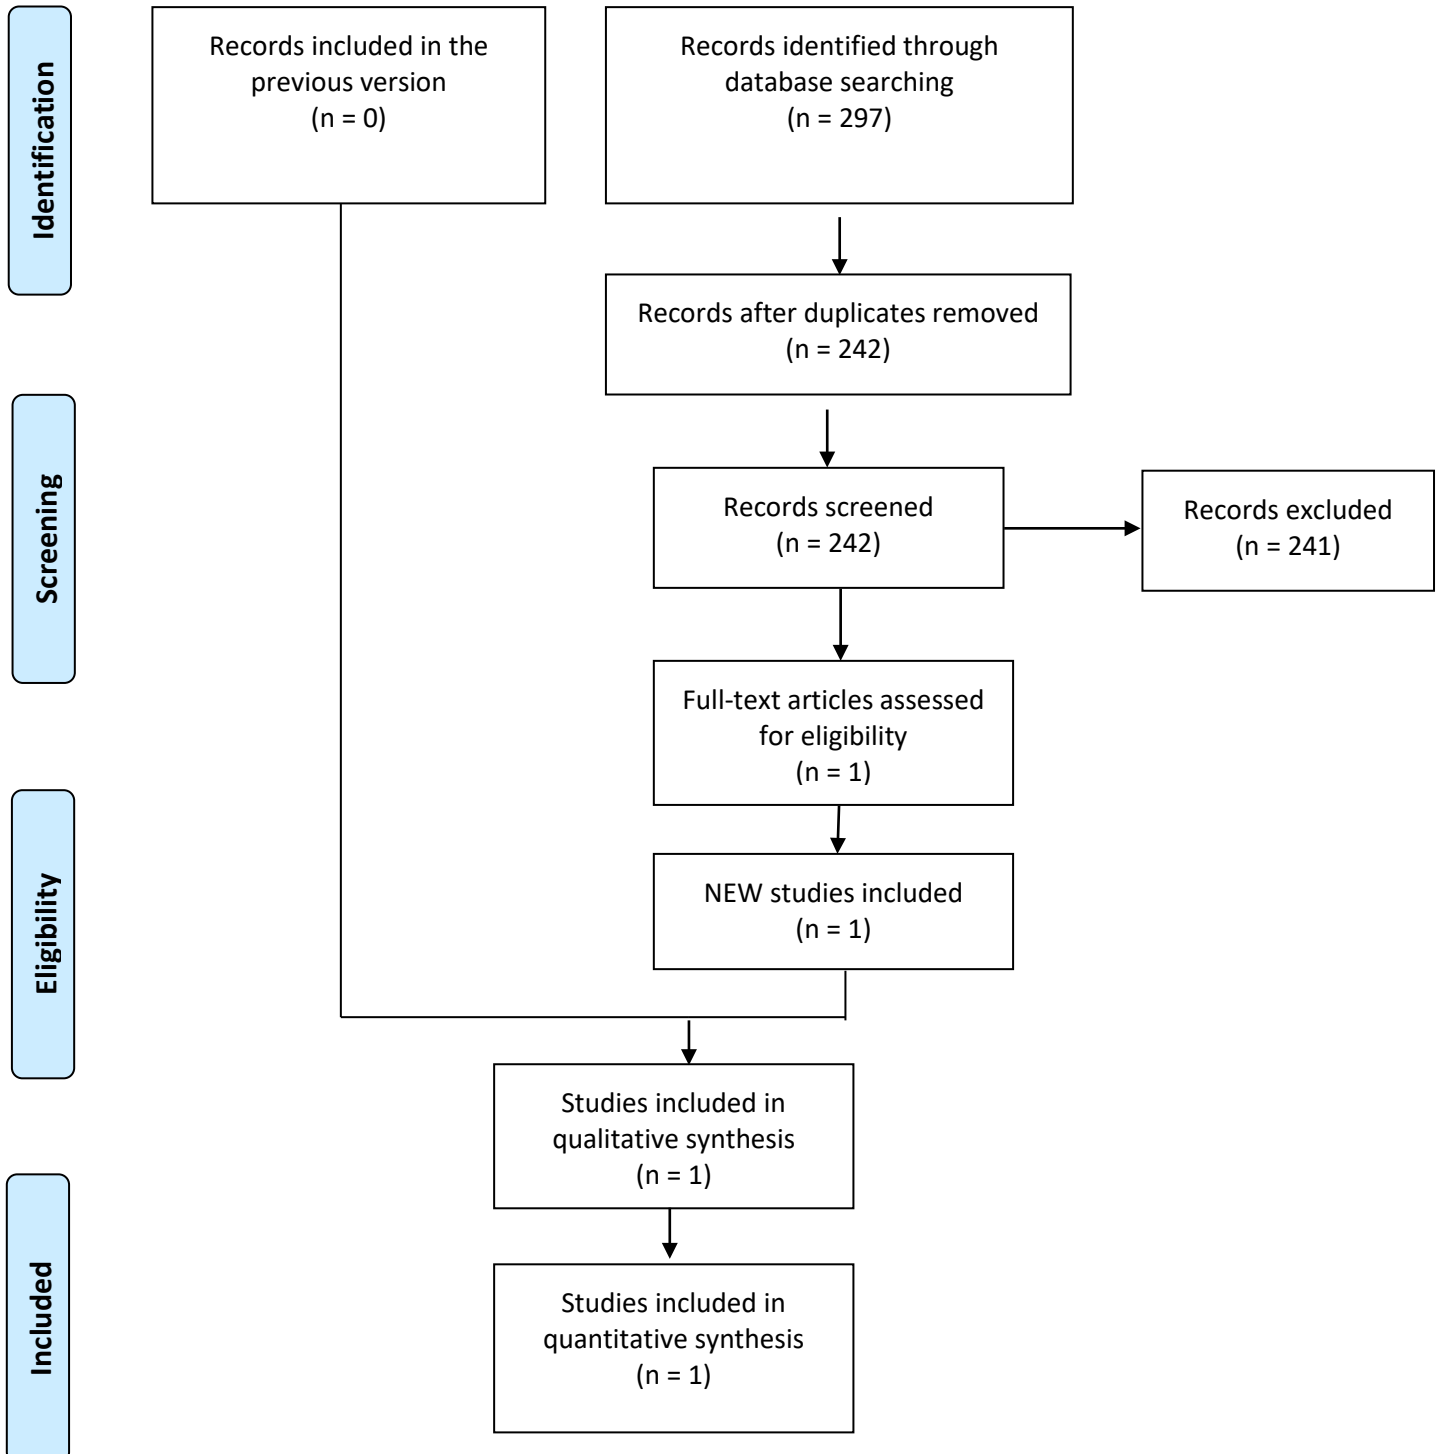 Identification
Records included in the
previous version
(n = 0)
Records identified through
database searching
(n = 297)
Records after duplicates removed
(n = 242)
Screening
Records screened
(n = 242)
Records excluded
(n = 241)
Full-text articles assessed
for eligibility
(n = 1)
Eligibility
NEW studies included
(n = 1)
Studies included in
qualitative synthesis
(n = 1)
Included
Studies included in
quantitative synthesis
(n = 1)